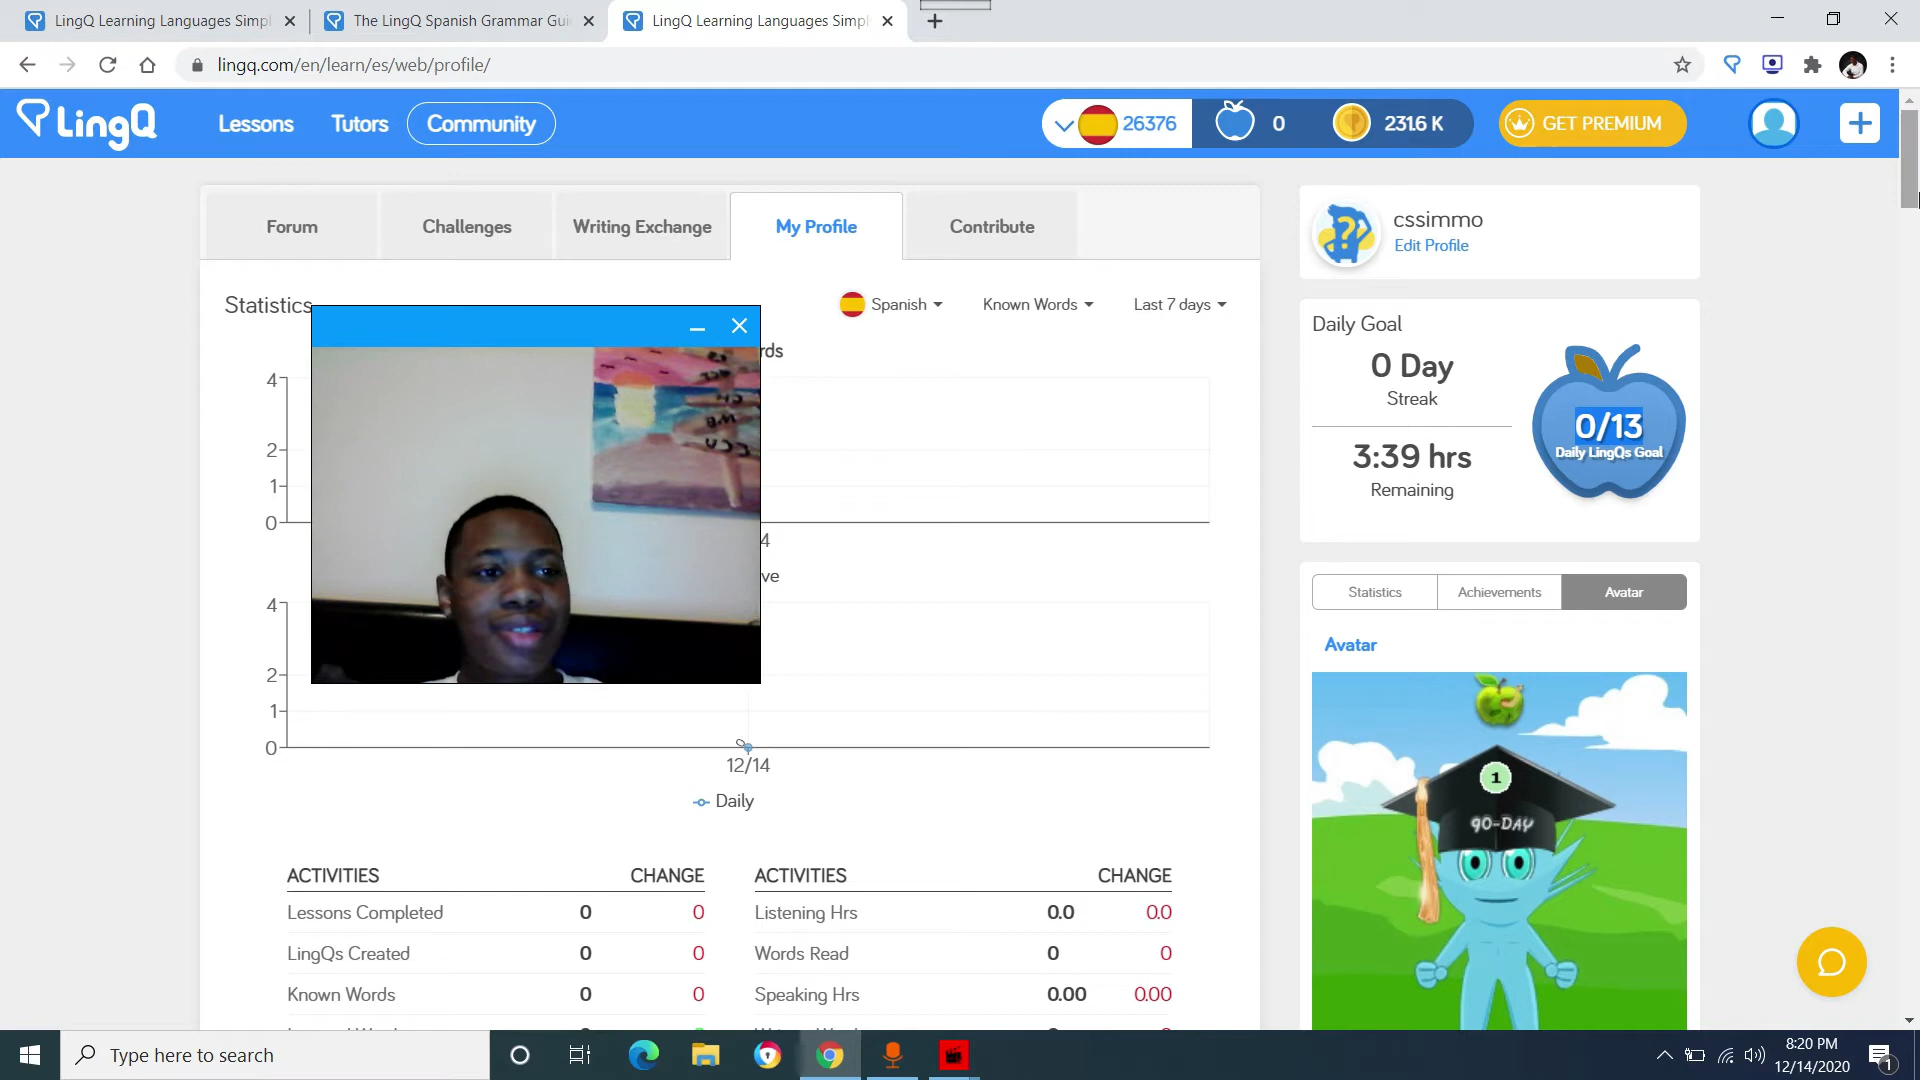 LingQ Learning Languages Simpl
The LingQ Spanish Grammar Gui
LingQ Learning Languages Simpl
lingq.com/en/learn/es/web/profile/
LingQ
Lessons
Tutors
Community
26376
0
231.6 K
GET PREMIUM
Forum
Challenges
Writing Exchange
My Profile
Contribute
cssimmo
Edit Profile
Statistics
Spanish
Known Words
Last 7 days
rds
4
2
1
0
4
ve
4
2
1
0
12/14
Daily
Daily Goal
0 Day
Streak
3:39 hrs
Remaining
0/13
Daily LingQs Goal
Statistics
Achievements
Avatar
Avatar
1
90-DAY
ACTIVITIES CHANGE
Lessons Completed 0 0
LingQs Created 0 0
Known Words 0 0
ACTIVITIES CHANGE
Listening Hrs 0.0 0.0
Words Read 0 0
Speaking Hrs 0.00 0.00
Type here to search
8:20 PM
12/14/2020
1